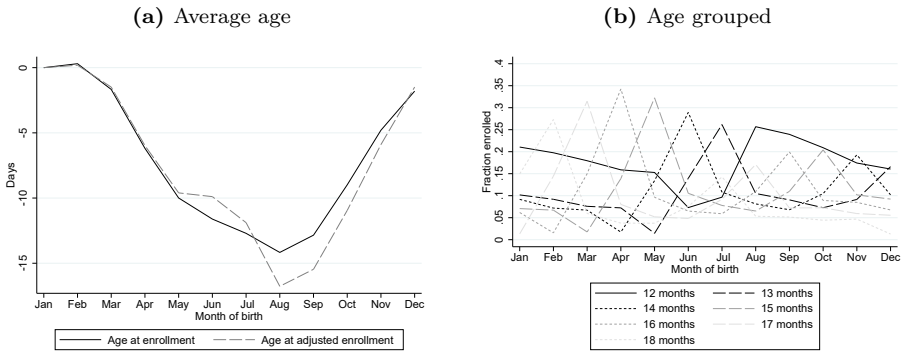 (a) Average age
(b) Age grouped
0
-5
-10
-15
Days
Jan Feb Mar Apr May Jun Jul Aug Sep Oct Nov Dec
Month of birth
Age at enrollment Age at adjusted enrollment
.4
.35
.3
.25
.2
.15
.1
.05
0
Fraction enrolled
Jan Feb Mar Apr May Jun Jul Aug Sep Oct Nov Dec
Month of birth
12 months 13 months
14 months 15 months
16 months 17 months
18 months